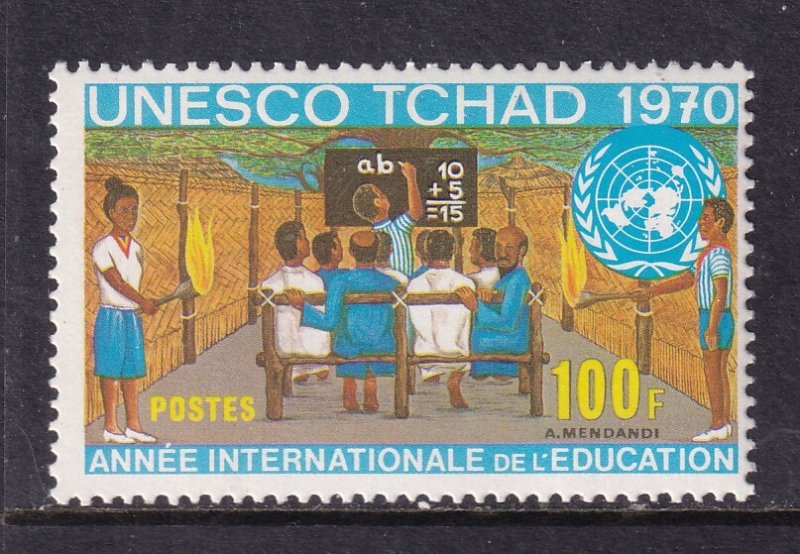 UNESCO TCHAD 1970
ab
10
+5
=15
POSTES
100F
A.MENDANDI
ANNÉE INTERNATIONALE DE L'EDUCATION